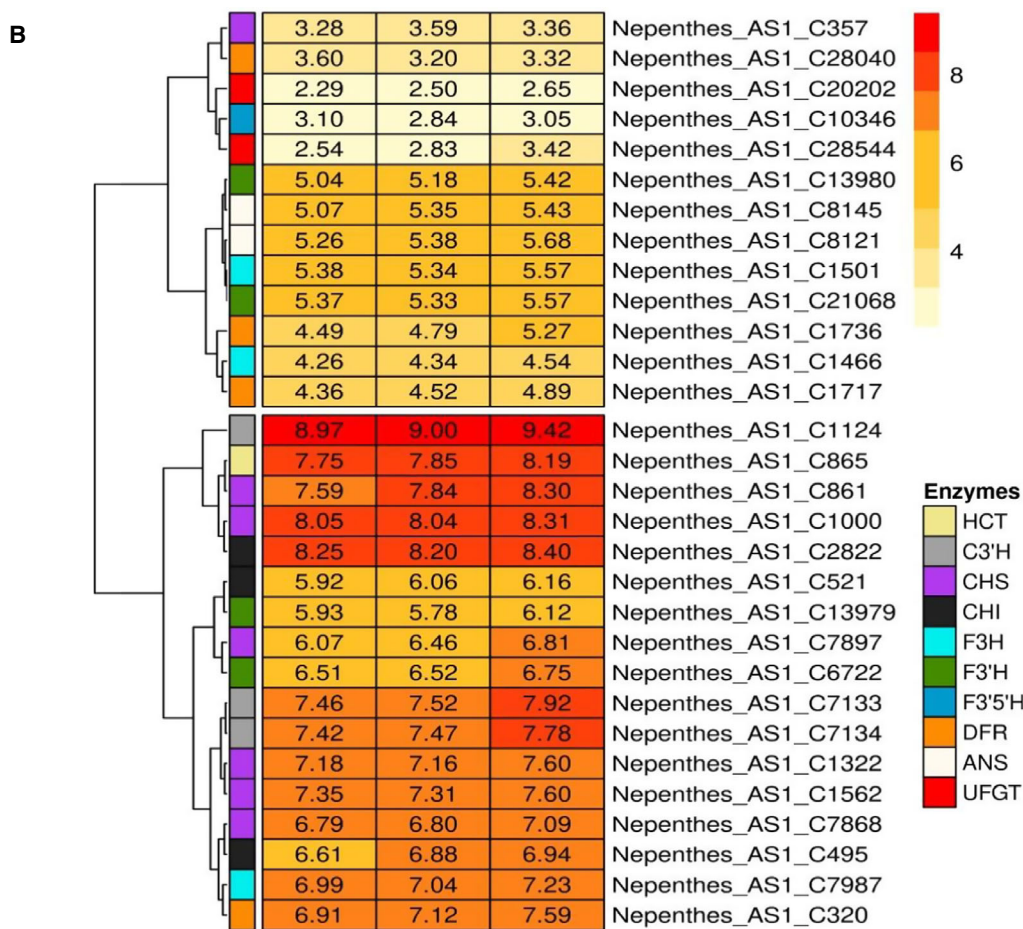 B
3.28 3.59 3.36 Nepenthes_AS1_C357
3.60 3.20 3.32 Nepenthes_AS1_C28040
2.29 2.50 2.65 Nepenthes_AS1_C20202
3.10 2.84 3.05 Nepenthes_AS1_C10346
2.54 2.83 3.42 Nepenthes_AS1_C28544
5.04 5.18 5.42 Nepenthes_AS1_C13980
5.07 5.35 5.43 Nepenthes_AS1_C8145
5.26 5.38 5.68 Nepenthes_AS1_C8121
5.38 5.34 5.57 Nepenthes_AS1_C1501
5.37 5.33 5.57 Nepenthes_AS1_C21068
4.49 4.79 5.27 Nepenthes_AS1_C1736
4.26 4.34 4.54 Nepenthes_AS1_C1466
4.36 4.52 4.89 Nepenthes_AS1_C1717
8.97 9.00 9.42 Nepenthes_AS1_C1124
7.75 7.85 8.19 Nepenthes_AS1_C865
7.59 7.84 8.30 Nepenthes_AS1_C861
8.05 8.04 8.31 Nepenthes_AS1_C1000
8.25 8.20 8.40 Nepenthes_AS1_C2822
5.92 6.06 6.16 Nepenthes_AS1_C521
5.93 5.78 6.12 Nepenthes_AS1_C13979
6.07 6.46 6.81 Nepenthes_AS1_C7897
6.51 6.52 6.75 Nepenthes_AS1_C6722
7.46 7.52 7.92 Nepenthes_AS1_C7133
7.42 7.47 7.78 Nepenthes_AS1_C7134
7.18 7.16 7.60 Nepenthes_AS1_C1322
7.35 7.31 7.60 Nepenthes_AS1_C1562
6.79 6.80 7.09 Nepenthes_AS1_C7868
6.61 6.88 6.94 Nepenthes_AS1_C495
6.99 7.04 7.23 Nepenthes_AS1_C7987
6.91 7.12 7.59 Nepenthes_AS1_C320
8
6
4
Enzymes
HCT
C3'H
CHS
CHI
F3H
F3'H
F3'5'H
DFR
ANS
UFGT